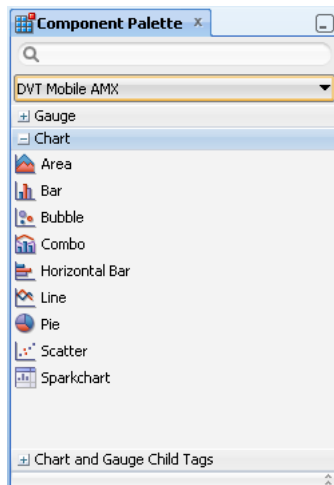 Component Palette
DVT Mobile AMX
Gauge
Chart
Area
Bar
Bubble
Combo
Horizontal Bar
Line
Pie
Scatter
Sparkchart
Chart and Gauge Child Tags